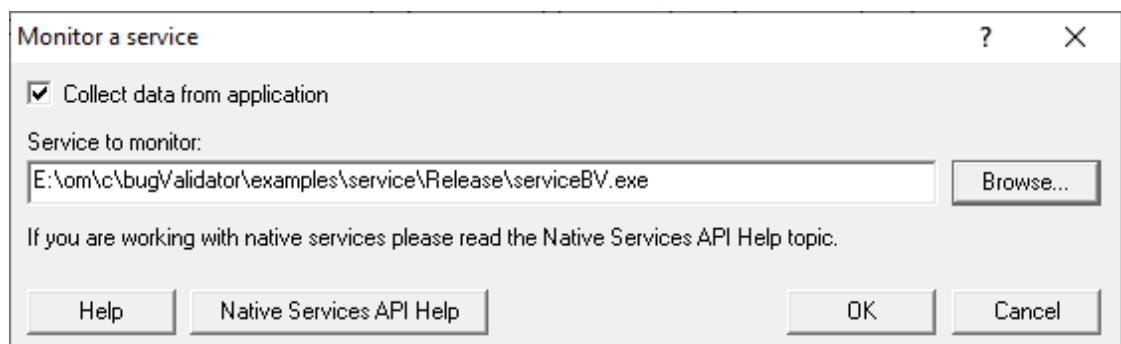 Monitor a service
?
Collect data from application
Service to monitor:
E:\om\c\bugValidator\examples\service\Release\serviceBV.exe
Browse...
If you are working with native services please read the Native Services API Help topic.
Help
Native Services API Help
OK
Cancel